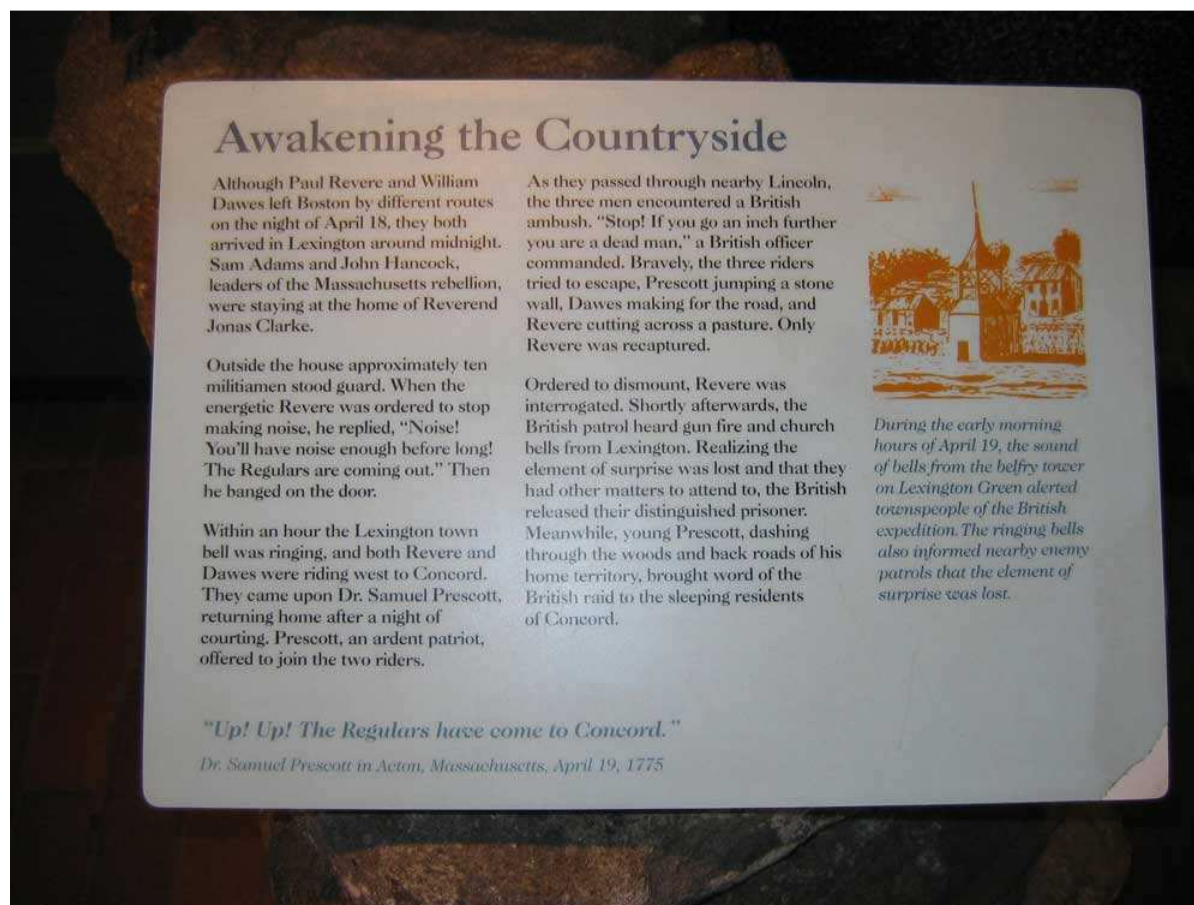 Awakening the Countryside
Although Paul Revere and William
Dawes left Boston by different routes
on the night of April 18, they both
arrived in Lexington around midnight.
Sam Adams and John Hancock,
leaders of the Massachusetts rebellion,
were staying at the home of Reverend
Jonas Clarke.
Outside the house approximately ten
militiamen stood guard. When the
energetic Revere was ordered to stop
making noise, he replied, “Noise!
You'll have noise enough before long!
The Regulars are coming out.” Then
he banged on the door.
Within an hour the Lexington town
bell was ringing, and both Revere and
Dawes were riding west to Concord.
They came upon Dr. Samuel Prescott,
returning home after a night of
courting. Prescott, an ardent patriot,
offered to join the two riders.
As they passed through nearby Lincoln,
the three men encountered a British
ambush. “Stop! If you go an inch further
you are a dead man,” a British officer
commanded. Bravely, the three riders
tried to escape, Prescott jumping a stone
wall, Dawes making for the road, and
Revere cutting across a pasture. Only
Revere was recaptured.
Ordered to dismount, Revere was
interrogated. Shortly afterwards, the
British patrol heard gun fire and church
bells from Lexington. Realizing the
element of surprise was lost and that they
had other matters to attend to, the British
released their distinguished prisoner.
Meanwhile, young Prescott, dashing
through the woods and back roads of his
home territory, brought word of the
British raid to the sleeping residents
of Concord.
During the early morning
hours of April 19, the sound
of bells from the belfry tower
on Lexington Green alerted
townspeople of the British
expedition. The ringing bells
also informed nearby enemy
patrols that the element of
surprise was lost.
“Up! Up! The Regulars have come to Concord.”
Dr. Samuel Prescott in Acton, Massachusetts, April 19, 1775